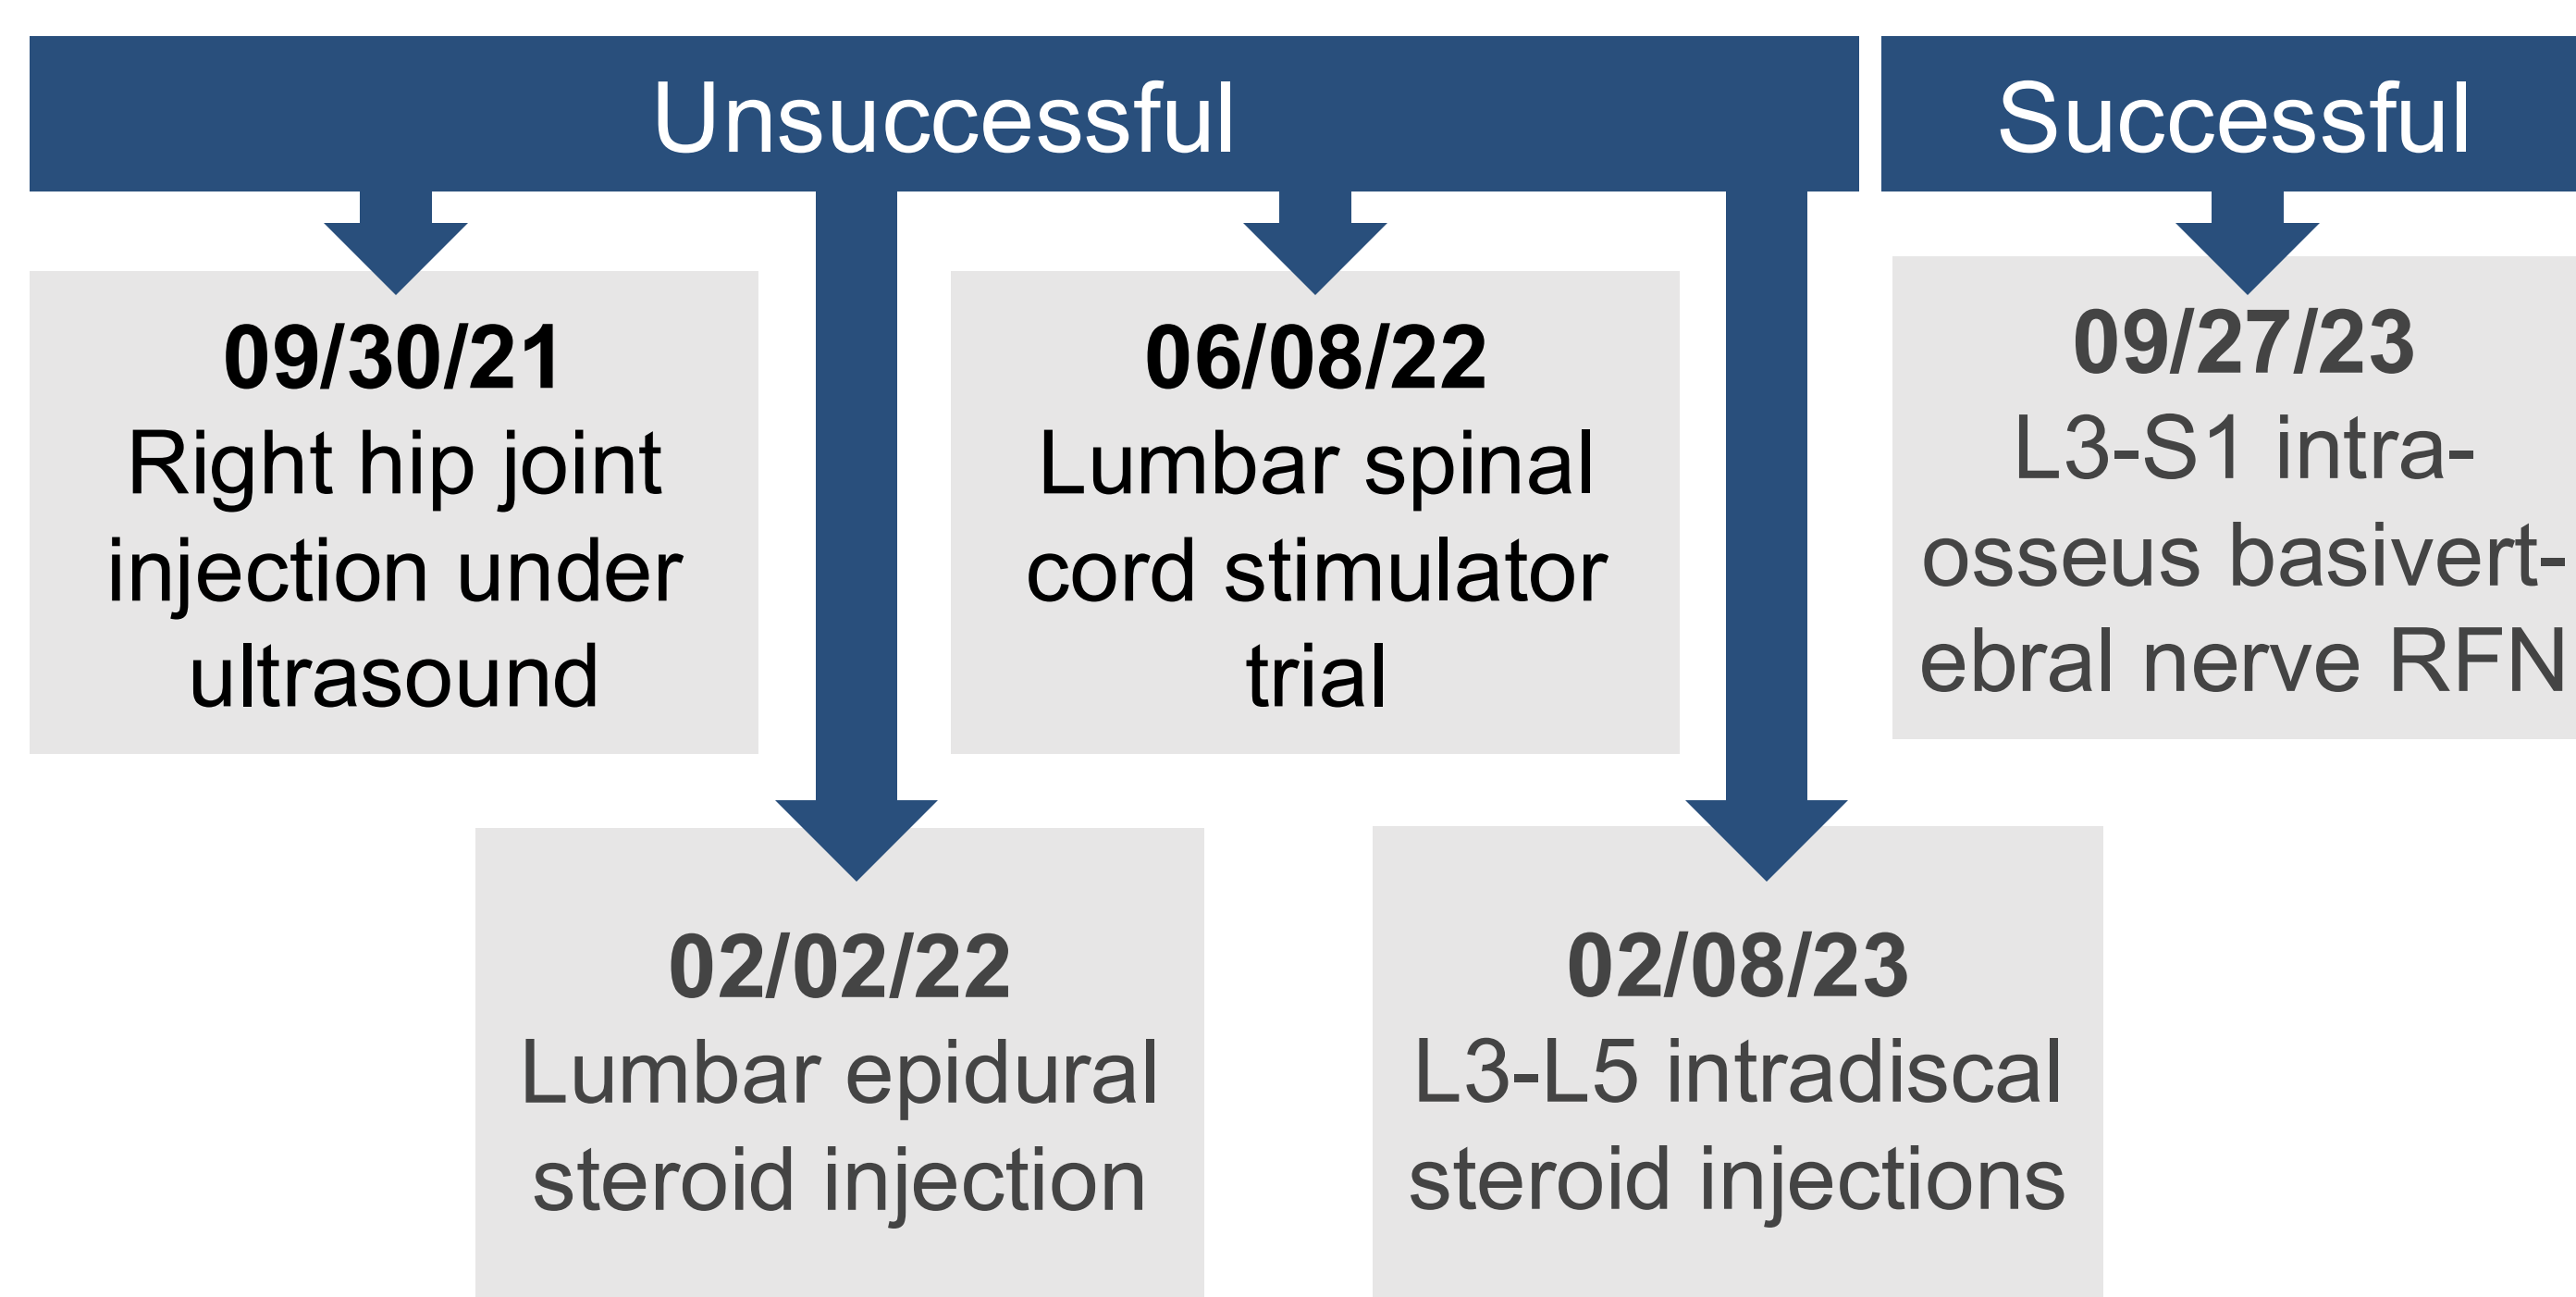 Unsuccessful
Successful
09/30/21
Right hip joint
injection under
ultrasound
02/02/22
Lumbar epidural
steroid injection
06/08/22
Lumbar spinal
cord stimulator
trial
02/08/23
L3-L5 intradiscal
steroid injections
09/27/23
L3-S1 intra-
osseus basivert-
ebral nerve RFN